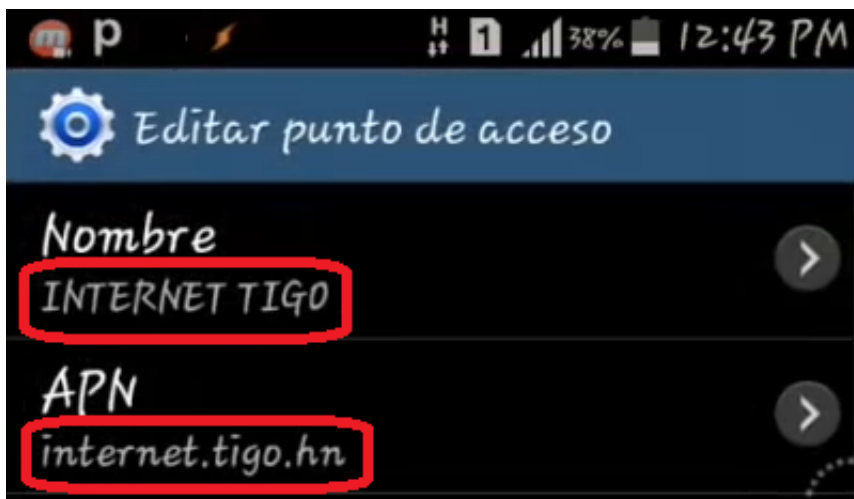 p H 1 38% 12:43 PM
Editar punto de acceso
Nombre
INTERNET TIGO
APN
internet.tigo.hn